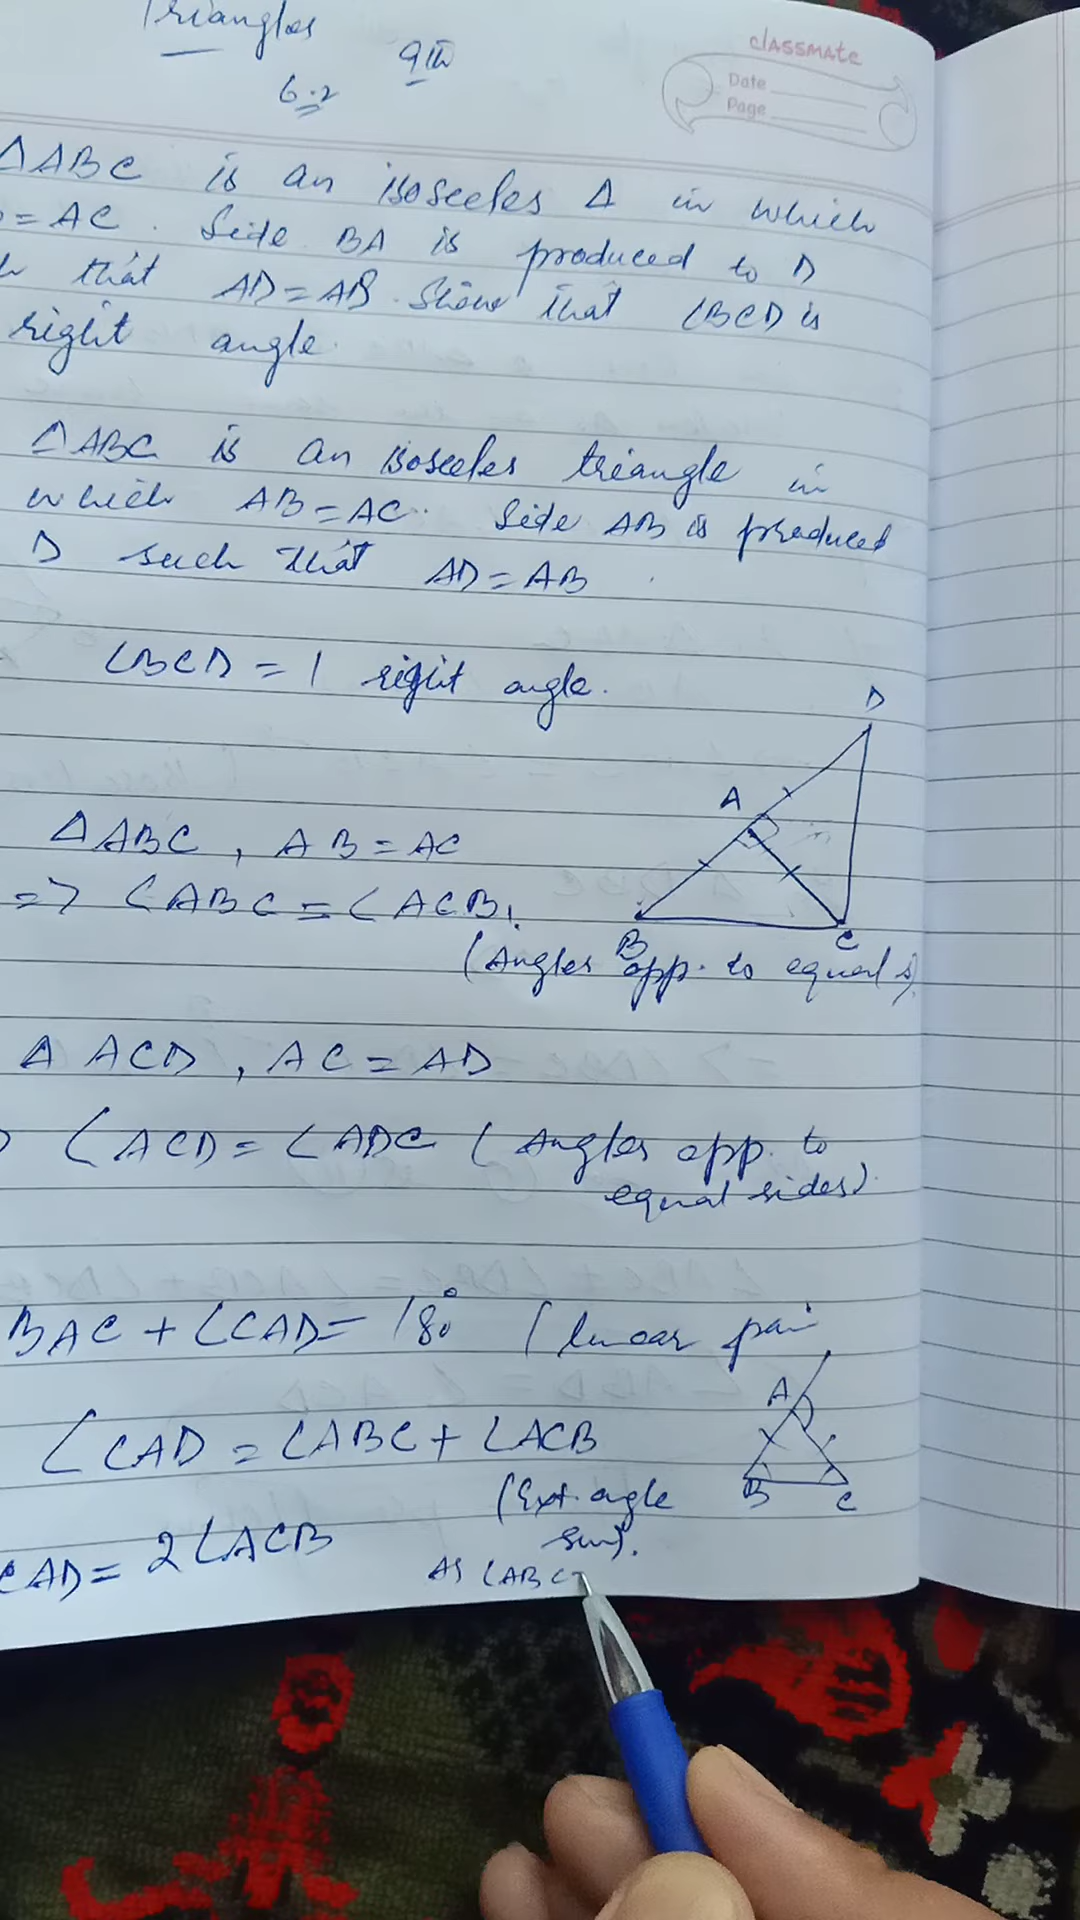 Triangles
9th
6.2
classmate
Date
Page
ΔABC is an isosceles Δ in which
= AC. Side BA is produced to D
that AD = AB. Show that ∠BCD is
right angle.
ΔABC is an isosceles triangle in
which AB = AC. Side AB is produced
D such that AD = AB
∠BCD = 1 right angle.
D
A
B
C
ΔABC, AB = AC
=> ∠ABC = ∠ACB,
(Angles opp. to equal s)
Δ ACD, AC = AD
∠ACD = ∠ADC (Angles opp. to
equal sides)
BAC + ∠CAD = 180° (linear pair
A
B
C
∠CAD = ∠ABC + ∠ACB
(Ext. agle
CAD = 2∠ACB
As ∠ABC =